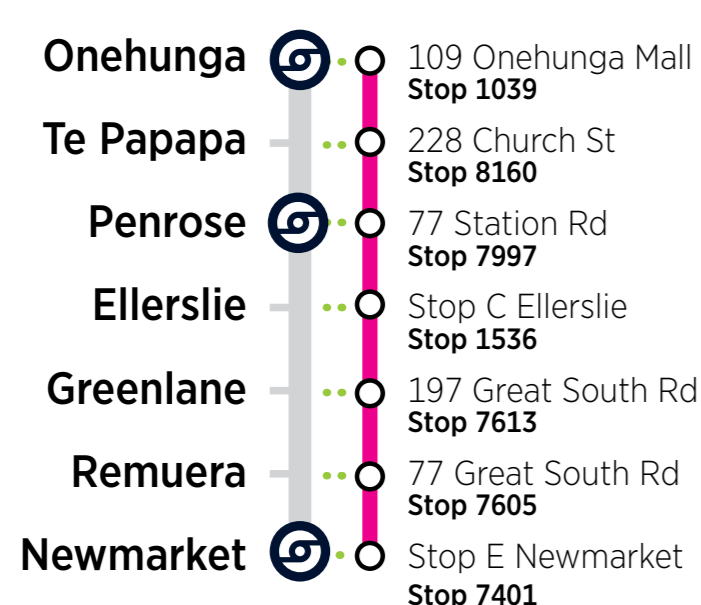 Onehunga
109 Onehunga Mall
Stop 1039
Te Papapa
228 Church St
Stop 8160
Penrose
77 Station Rd
Stop 7997
Ellerslie
Stop C Ellerslie
Stop 1536
Greenlane
197 Great South Rd
Stop 7613
Remuera
77 Great South Rd
Stop 7605
Newmarket
Stop E Newmarket
Stop 7401